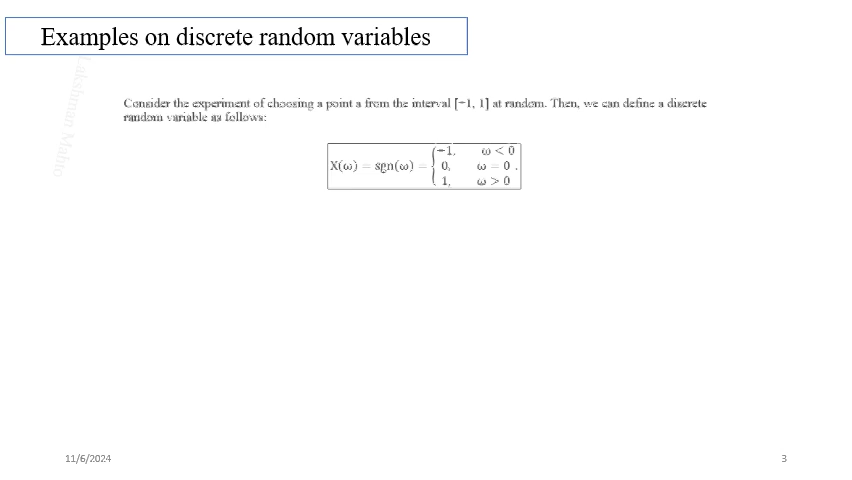 Examples on discrete random variables
Lakshman Mahto
Consider the experiment of choosing a point a from the interval [−1, 1] at random. Then, we can define a discrete
random variable as follows:
X(ω) = sgn(ω) = { −1, ω < 0
0, ω = 0 .
1, ω > 0
11/6/2024
3